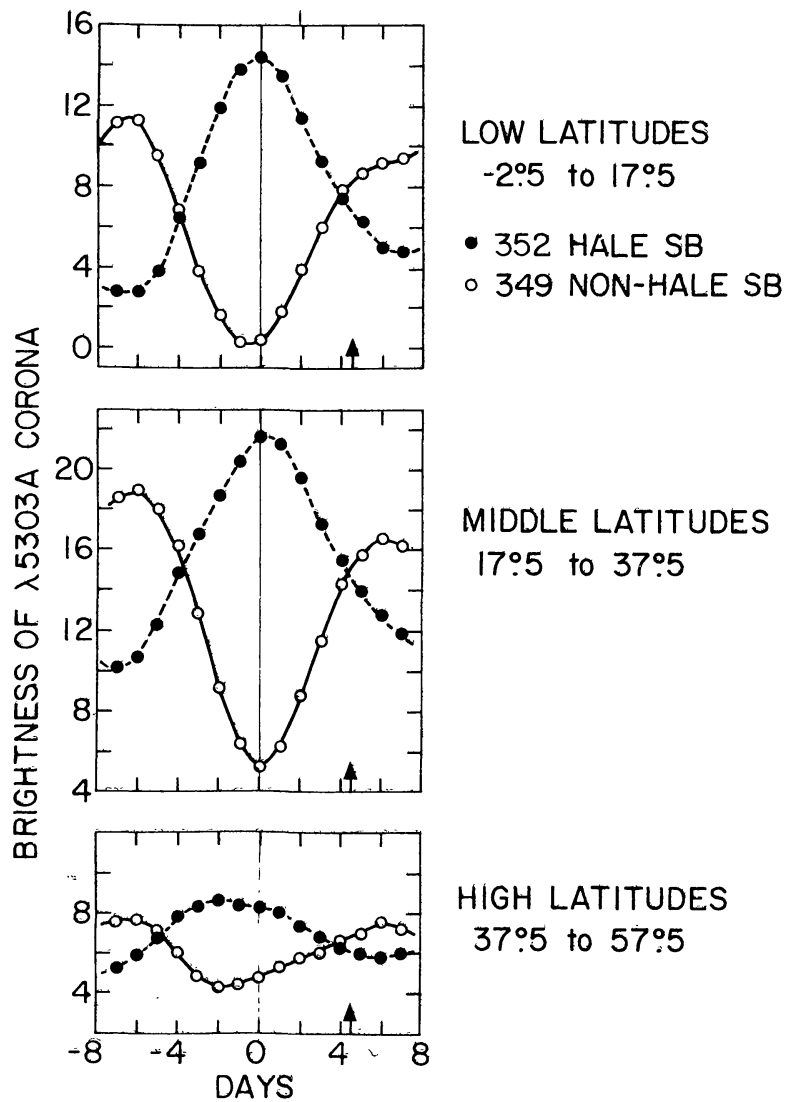 16
12
8
4
0
LOW LATITUDES
-2°.5 to 17°.5
● 352 HALE SB
○ 349 NON-HALE SB
BRIGHTNESS OF λ5303A CORONA
20
16
12
8
4
MIDDLE LATITUDES
17°.5 to 37°.5
8
4
HIGH LATITUDES
37°.5 to 57°.5
-8 -4 0 4 8
DAYS